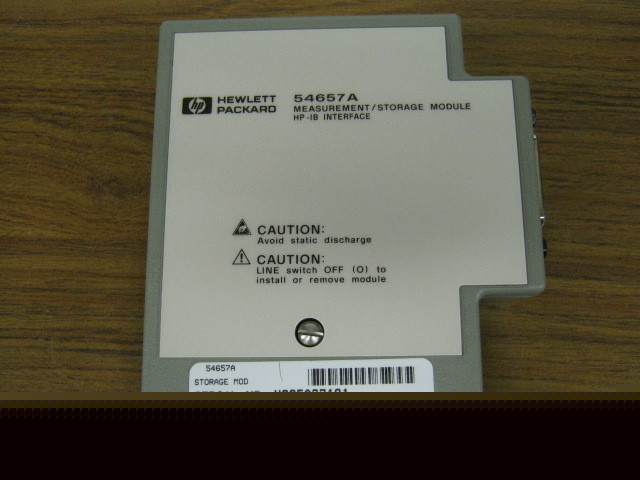 hp HEWLETT PACKARD
54657A
MEASUREMENT/STORAGE MODULE
HP-IB INTERFACE
CAUTION:
Avoid static discharge
CAUTION:
LINE switch OFF (O) to
install or remove module
54657A
STORAGE MOD